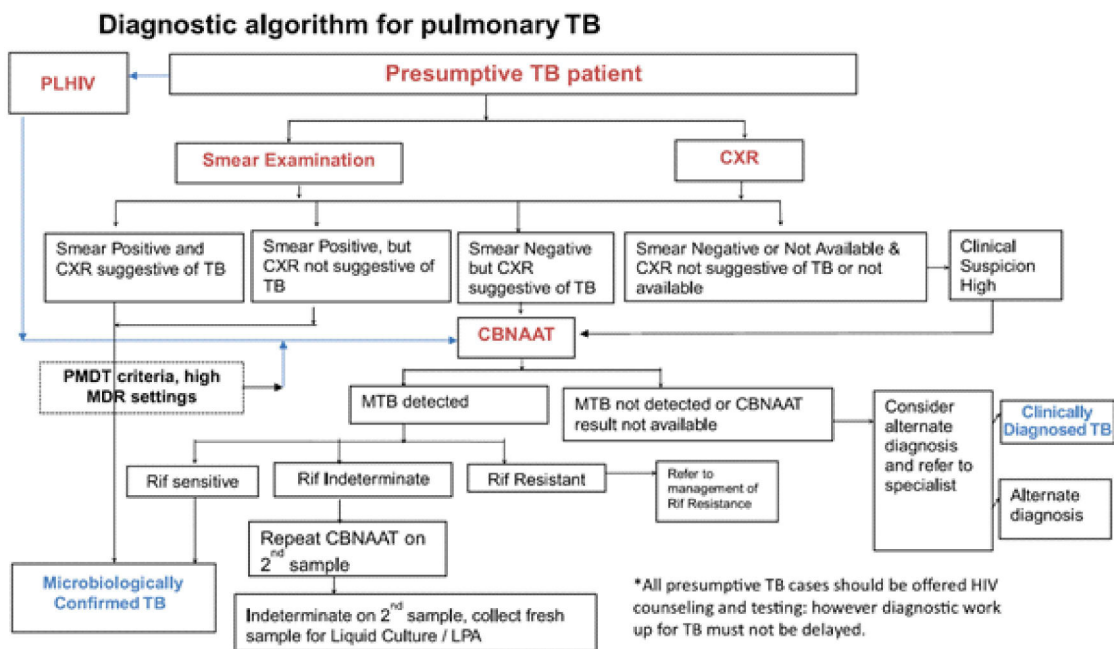 Diagnostic algorithm for pulmonary TB
PLHIV
Presumptive TB patient
Smear Examination
CXR
Smear Positive and
CXR suggestive of TB
Smear Positive, but
CXR not suggestive of
TB
Smear Negative
but CXR
suggestive of TB
Smear Negative or Not Available &
CXR not suggestive of TB or not
available
Clinical
Suspicion
High
CBNAAT
PMDT criteria, high
MDR settings
MTB detected
MTB not detected or CBNAAT
result not available
Consider
alternate
diagnosis
and refer to
specialist
Clinically
Diagnosed TB
Alternate
diagnosis
Rif sensitive
Rif Indeterminate
Rif Resistant
Refer to
management of
Rif Resistance
Repeat CBNAAT on
2nd sample
Microbiologically
Confirmed TB
Indeterminate on 2nd sample, collect fresh
sample for Liquid Culture / LPA
*All presumptive TB cases should be offered HIV
counseling and testing: however diagnostic work
up for TB must not be delayed.